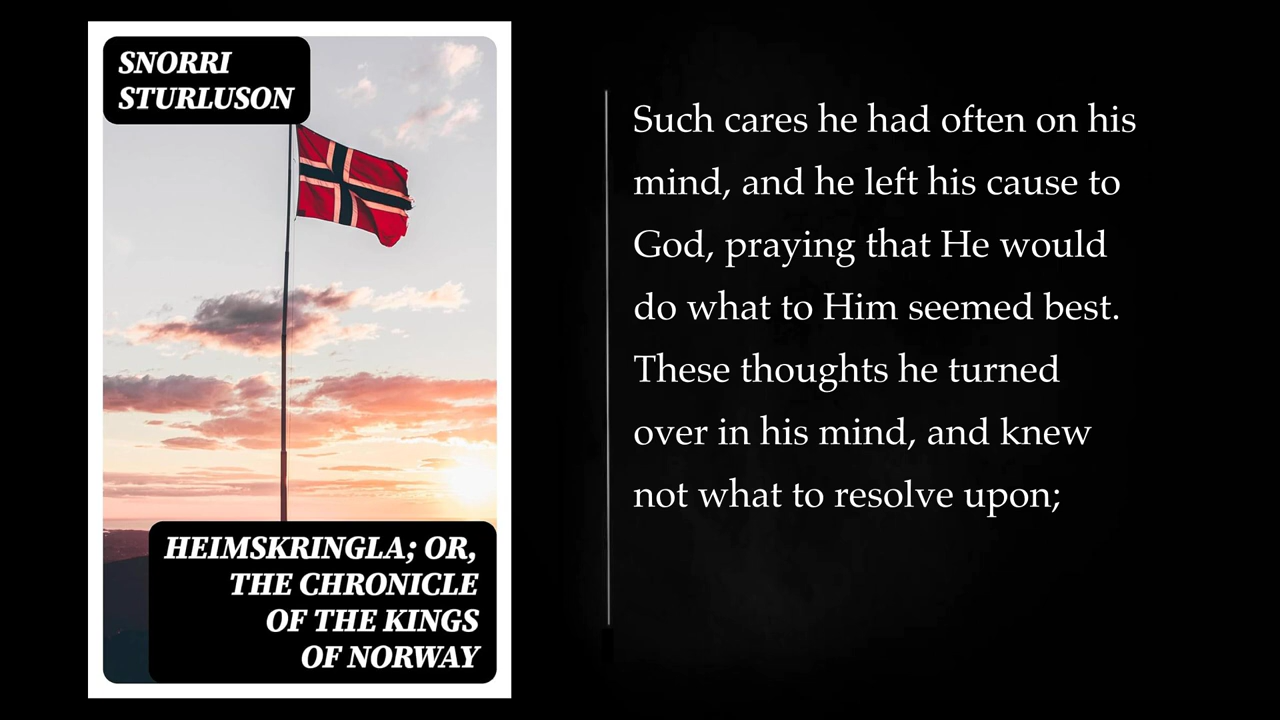 SNORRI
STURLUSON
HEIMSKRINGLA; OR,
THE CHRONICLE
OF THE KINGS
OF NORWAY
Such cares he had often on his
mind, and he left his cause to
God, praying that He would
do what to Him seemed best.
These thoughts he turned
over in his mind, and knew
not what to resolve upon;